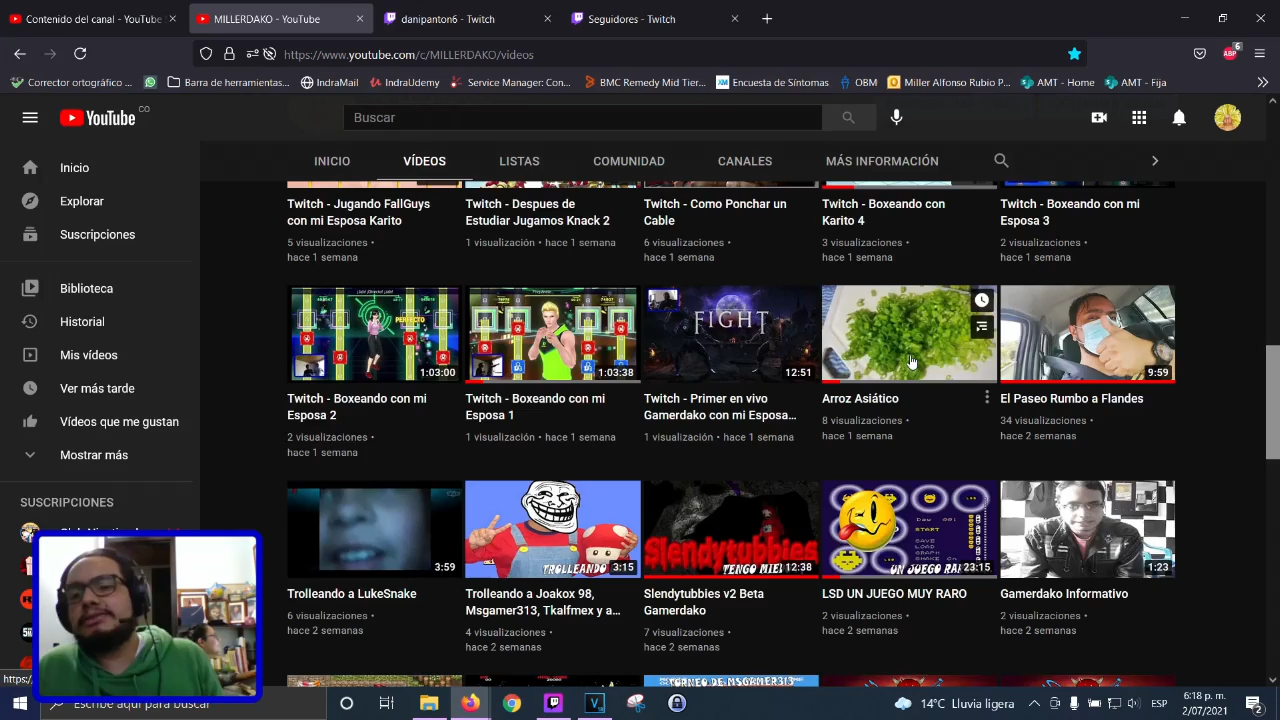 Contenido del canal - YouTube
MILLERDAKO - YouTube
danipanton6 - Twitch
Seguidores - Twitch
https://www.youtube.com/c/MILLERDAKO/videos
6
Corrector ortográfico ...
Barra de herramientas...
IndraMail
IndraUdemy
Service Manager: Con...
BMC Remedy Mid Tier...
Encuesta de Síntomas
OBM
Miller Alfonso Rubio P...
AMT - Home
AMT - Fija
YouTube CO
Buscar
INICIO
VÍDEOS
LISTAS
COMUNIDAD
CANALES
MÁS INFORMACIÓN
Inicio
Explorar
Suscripciones
Biblioteca
Historial
Mis vídeos
Ver más tarde
Vídeos que me gustan
Mostrar más
SUSCRIPCIONES
Twitch - Jugando FallGuys
con mi Esposa Karito
5 visualizaciones •
hace 1 semana
Twitch - Despues de
Estudiar Jugamos Knack 2
1 visualización • hace 1 semana
Twitch - Como Ponchar un
Cable
6 visualizaciones •
hace 1 semana
Twitch - Boxeando con
Karito 4
3 visualizaciones •
hace 1 semana
Twitch - Boxeando con mi
Esposa 3
2 visualizaciones •
hace 1 semana
PERFECTO
1:03:00
Twitch - Boxeando con mi
Esposa 2
2 visualizaciones •
hace 1 semana
1:03:38
Twitch - Boxeando con mi
Esposa 1
1 visualización • hace 1 semana
FIGHT
12:51
Twitch - Primer en vivo
Gamerdako con mi Esposa...
1 visualización • hace 1 semana
Arroz Asiático
8 visualizaciones •
hace 1 semana
9:59
El Paseo Rumbo a Flandes
34 visualizaciones •
hace 2 semanas
3:59
Trolleando a LukeSnake
6 visualizaciones •
hace 2 semanas
TROLLEANDO
3:15
Trolleando a Joakox 98,
Msgamer313, Tkalfmex y a...
4 visualizaciones •
hace 2 semanas
Slendytubbies
TENGO MIE
12:38
Slendytubbies v2 Beta
Gamerdako
7 visualizaciones •
hace 2 semanas
START
SAVE
LOAD
UN JUEGO RAR
23:15
LSD UN JUEGO MUY RARO
2 visualizaciones •
hace 2 semanas
1:23
Gamerdako Informativo
2 visualizaciones •
hace 2 semanas
TORNEO DE MSGAMER313
https:
Escribe aquí para buscar
14°C Lluvia ligera
ESP
6:18 p. m.
2/07/2021